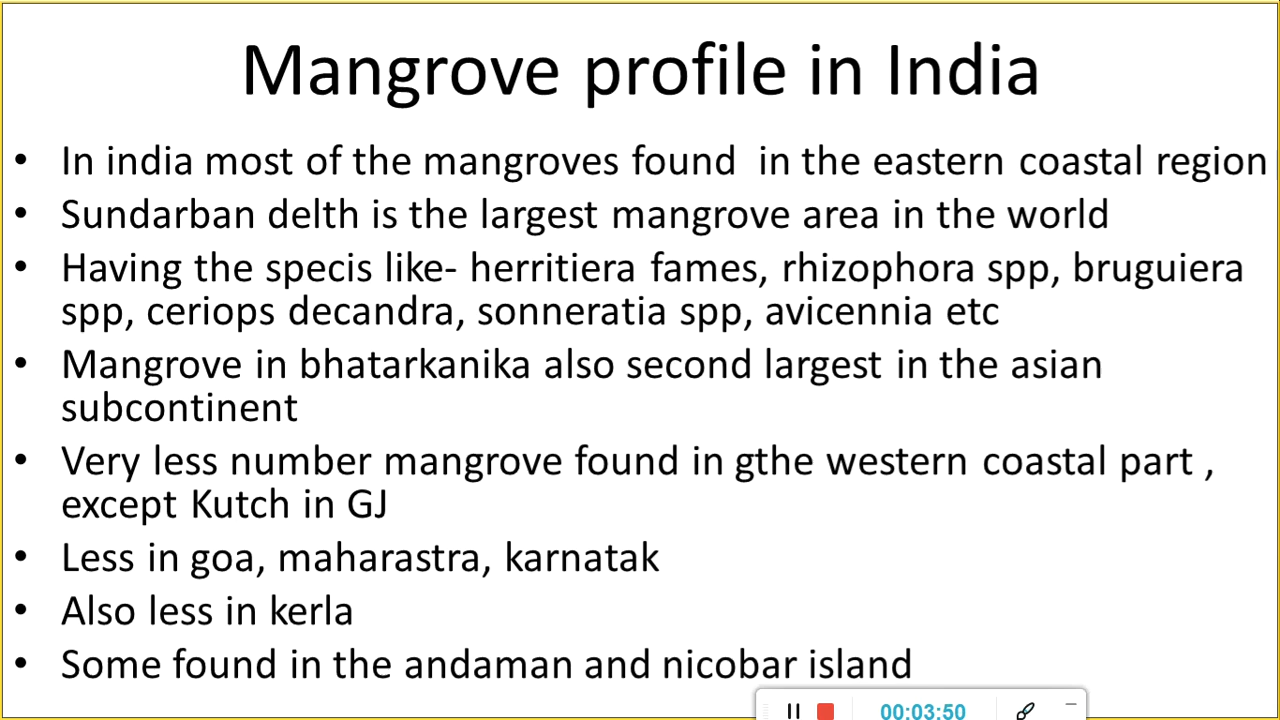 Mangrove profile in India
• In india most of the mangroves found in the eastern coastal region
• Sundarban delth is the largest mangrove area in the world
• Having the specis like- herritiera fames, rhizophora spp, bruguiera
spp, ceriops decandra, sonneratia spp, avicennia etc
• Mangrove in bhatarkanika also second largest in the asian
subcontinent
• Very less number mangrove found in gthe western coastal part ,
except Kutch in GJ
• Less in goa, maharastra, karnatak
• Also less in kerla
• Some found in the andaman and nicobar island
00:03:50